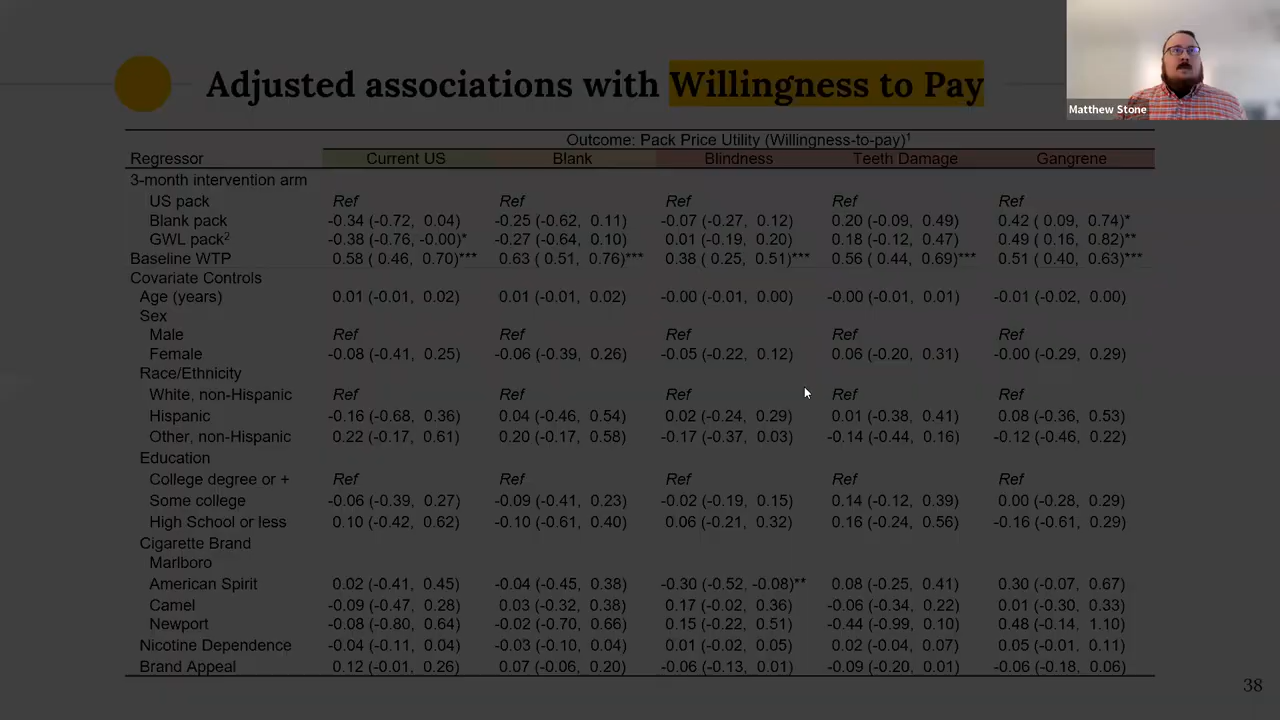 Adjusted associations with Willingness to Pay
Matthew Stone
Outcome: Pack Price Utility (Willingness-to-pay)1
Regressor Current US Blank Blindness Teeth Damage Gangrene
3-month intervention arm
US pack Ref Ref Ref Ref Ref
Blank pack -0.34 (-0.72, 0.04) -0.25 (-0.62, 0.11) -0.07 (-0.27, 0.12) 0.20 (-0.09, 0.49) 0.42 ( 0.09, 0.74)*
GWL pack2 -0.38 (-0.76, -0.00)* -0.27 (-0.64, 0.10) 0.01 (-0.19, 0.20) 0.18 (-0.12, 0.47) 0.49 ( 0.16, 0.82)**
Baseline WTP 0.58 ( 0.46, 0.70)*** 0.63 ( 0.51, 0.76)*** 0.38 ( 0.25, 0.51)*** 0.56 ( 0.44, 0.69)*** 0.51 ( 0.40, 0.63)***
Covariate Controls
Age (years) 0.01 (-0.01, 0.02) 0.01 (-0.01, 0.02) -0.00 (-0.01, 0.00) -0.00 (-0.01, 0.01) -0.01 (-0.02, 0.00)
Sex
Male Ref Ref Ref Ref Ref
Female -0.08 (-0.41, 0.25) -0.06 (-0.39, 0.26) -0.05 (-0.22, 0.12) 0.06 (-0.20, 0.31) -0.00 (-0.29, 0.29)
Race/Ethnicity
White, non-Hispanic Ref Ref Ref Ref Ref
Hispanic -0.16 (-0.68, 0.36) 0.04 (-0.46, 0.54) 0.02 (-0.24, 0.29) 0.01 (-0.38, 0.41) 0.08 (-0.36, 0.53)
Other, non-Hispanic 0.22 (-0.17, 0.61) 0.20 (-0.17, 0.58) -0.17 (-0.37, 0.03) -0.14 (-0.44, 0.16) -0.12 (-0.46, 0.22)
Education
College degree or + Ref Ref Ref Ref Ref
Some college -0.06 (-0.39, 0.27) -0.09 (-0.41, 0.23) -0.02 (-0.19, 0.15) 0.14 (-0.12, 0.39) 0.00 (-0.28, 0.29)
High School or less 0.10 (-0.42, 0.62) -0.10 (-0.61, 0.40) 0.06 (-0.21, 0.32) 0.16 (-0.24, 0.56) -0.16 (-0.61, 0.29)
Cigarette Brand
Marlboro
American Spirit 0.02 (-0.41, 0.45) -0.04 (-0.45, 0.38) -0.30 (-0.52, -0.08)** 0.08 (-0.25, 0.41) 0.30 (-0.07, 0.67)
Camel -0.09 (-0.47, 0.28) 0.03 (-0.32, 0.38) 0.17 (-0.02, 0.36) -0.06 (-0.34, 0.22) 0.01 (-0.30, 0.33)
Newport -0.08 (-0.80, 0.64) -0.02 (-0.70, 0.66) 0.15 (-0.22, 0.51) -0.44 (-0.99, 0.10) 0.48 (-0.14, 1.10)
Nicotine Dependence -0.04 (-0.11, 0.04) -0.03 (-0.10, 0.04) 0.01 (-0.02, 0.05) 0.02 (-0.04, 0.07) 0.05 (-0.01, 0.11)
Brand Appeal 0.12 (-0.01, 0.26) 0.07 (-0.06, 0.20) -0.06 (-0.13, 0.01) -0.09 (-0.20, 0.01) -0.06 (-0.18, 0.06)
38